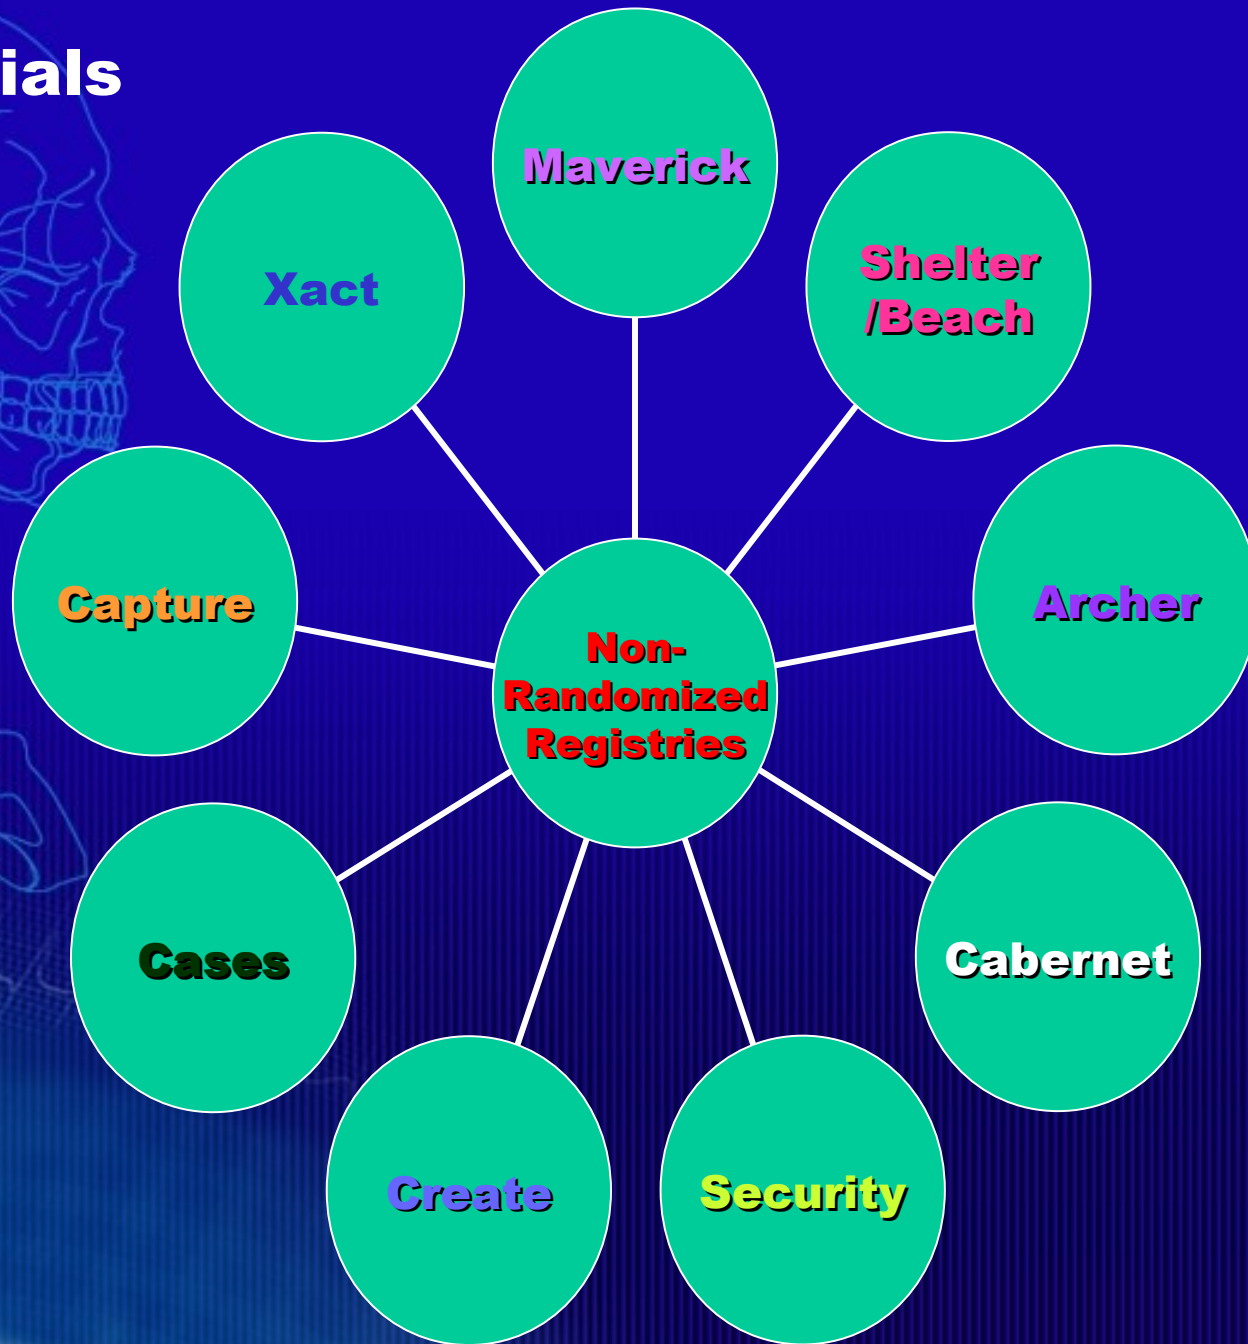 ials
Maverick
Shelter
/Beach
Xact
Archer
Capture
Non-
Randomized
Registries
Cabernet
Cases
Security
Create